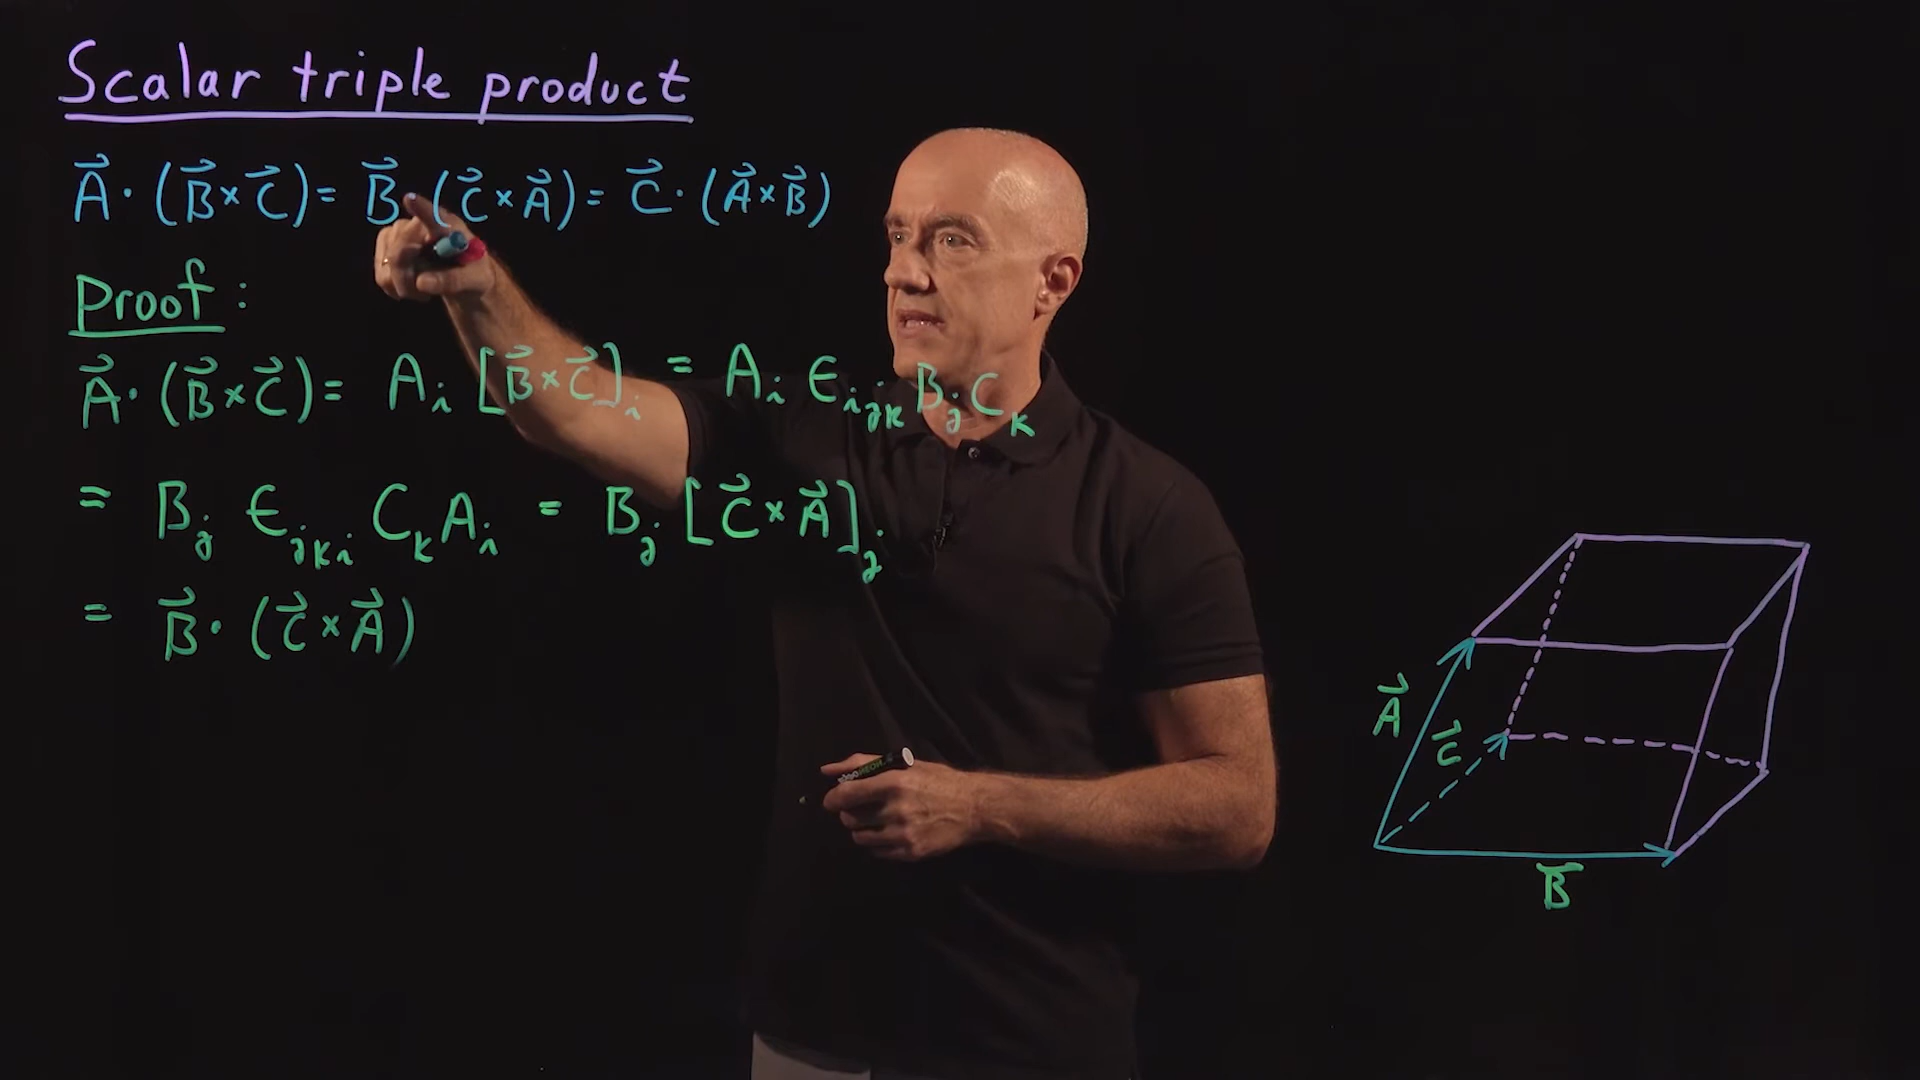 Scalar triple product
A⃗ · (B⃗ × C⃗) = B⃗ · (C⃗ × A⃗) = C⃗ · (A⃗ × B⃗)
Proof:
A⃗ · (B⃗ × C⃗) = Aᵢ [B⃗ × C⃗]ᵢ = Aᵢ ϵᵢⱼₖ Bⱼ Cₖ
= Bⱼ ϵⱼₖᵢ Cₖ Aᵢ = Bⱼ [C⃗ × A⃗]ⱼ
= B⃗ · (C⃗ × A⃗)
A⃗
C⃗
B⃗